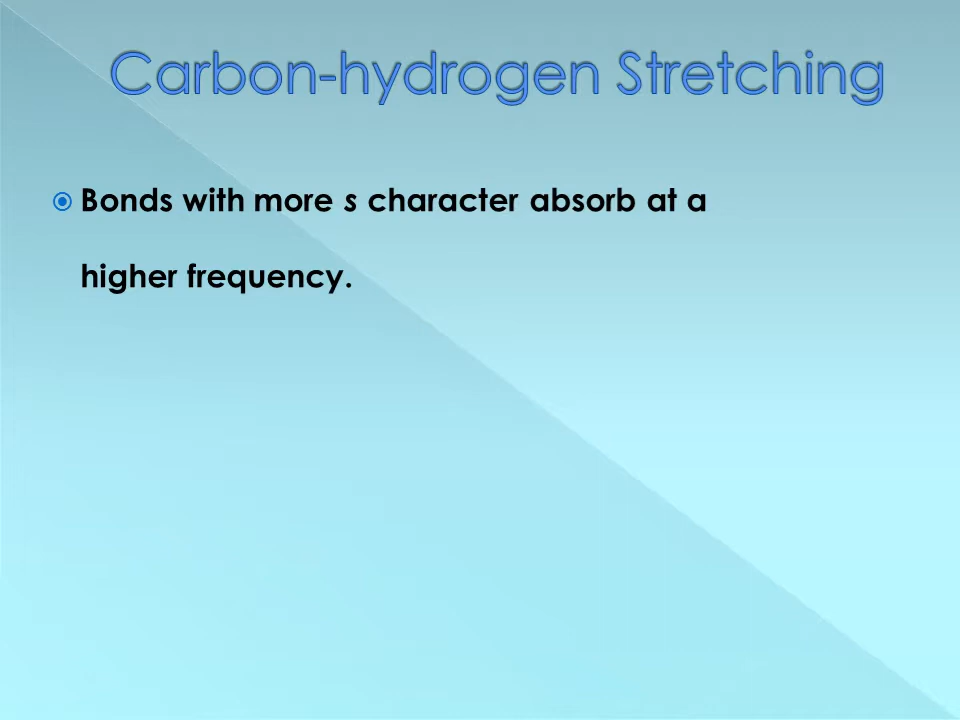 Carbon-hydrogen Stretching
Bonds with more s character absorb at a
higher frequency.